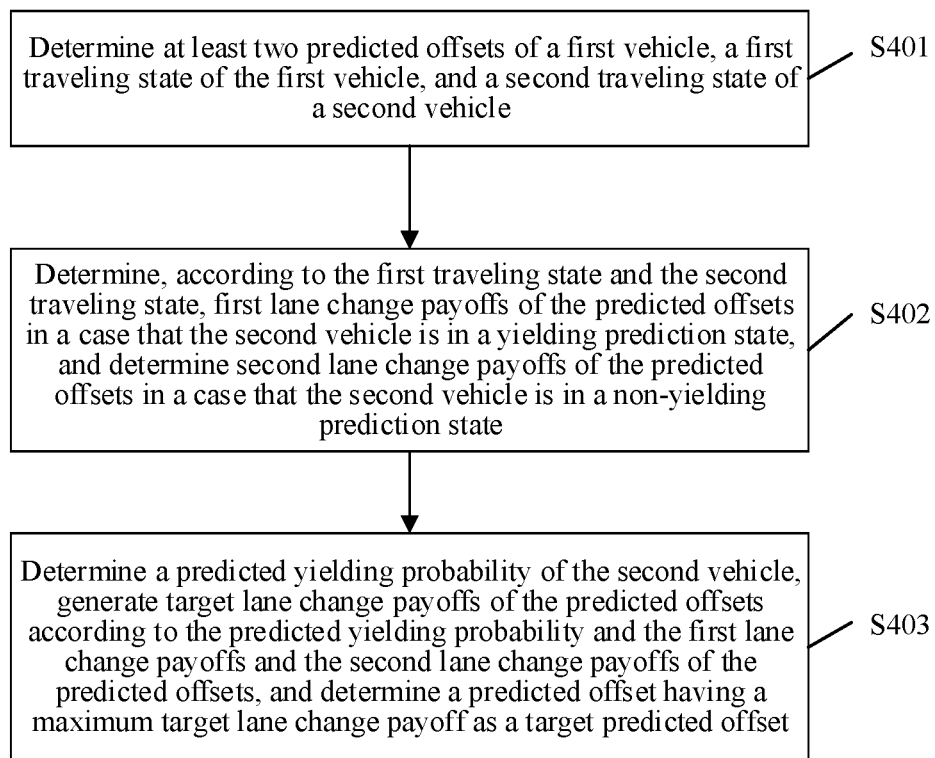 Determine at least two predicted offsets of a first vehicle, a first
traveling state of the first vehicle, and a second traveling state of
a second vehicle
S401
Determine, according to the first traveling state and the second
traveling state, first lane change payoffs of the predicted offsets
in a case that the second vehicle is in a yielding prediction state,
and determine second lane change payoffs of the predicted
offsets in a case that the second vehicle is in a non-yielding
prediction state
S402
Determine a predicted yielding probability of the second vehicle,
generate target lane change payoffs of the predicted offsets
according to the predicted yielding probability and the first lane
change payoffs and the second lane change payoffs of the
predicted offsets, and determine a predicted offset having a
maximum target lane change payoff as a target predicted offset
S403